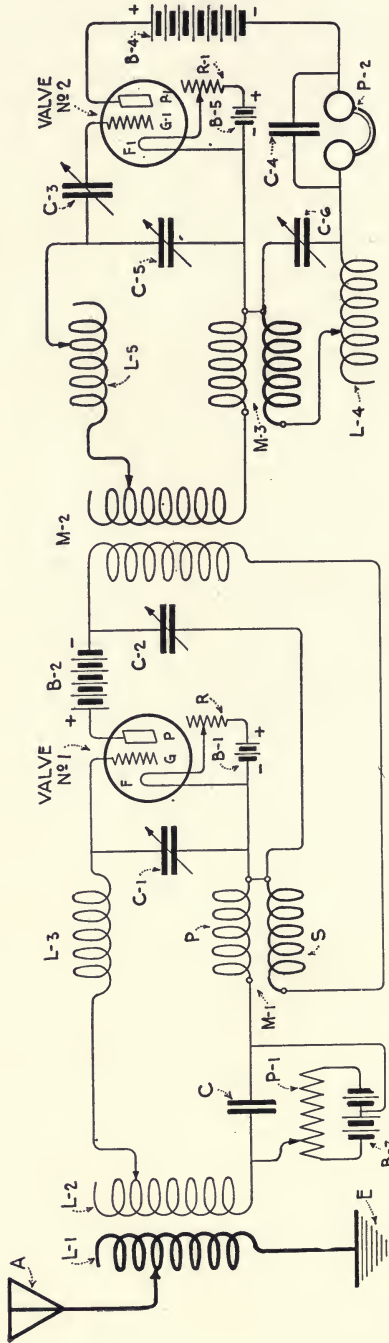 A
L-1
L-2
E
L-3
C
P-1
B-3
M-1
P
S
C-1
VALVE
Nº1
F
G
P
R
B-1
- +
+ B-2 -
C-2
M-2
L-5
M-3
L-4
C-3
C-5
C-6
VALVE
Nº2
F1
G-1
P1
R-1
B-5
- +
+ B-4 -
C-4
P-2